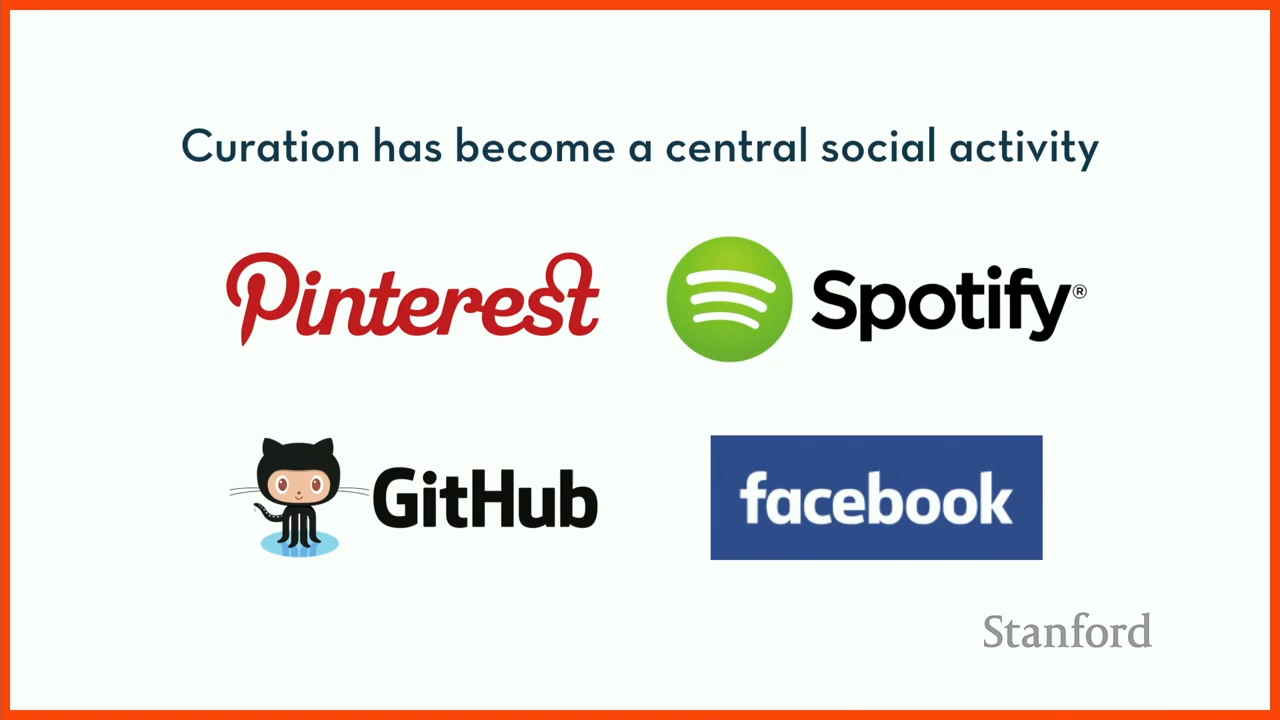 Curation has become a central social activity
Pinterest
Spotify®
GitHub
facebook
Stanford